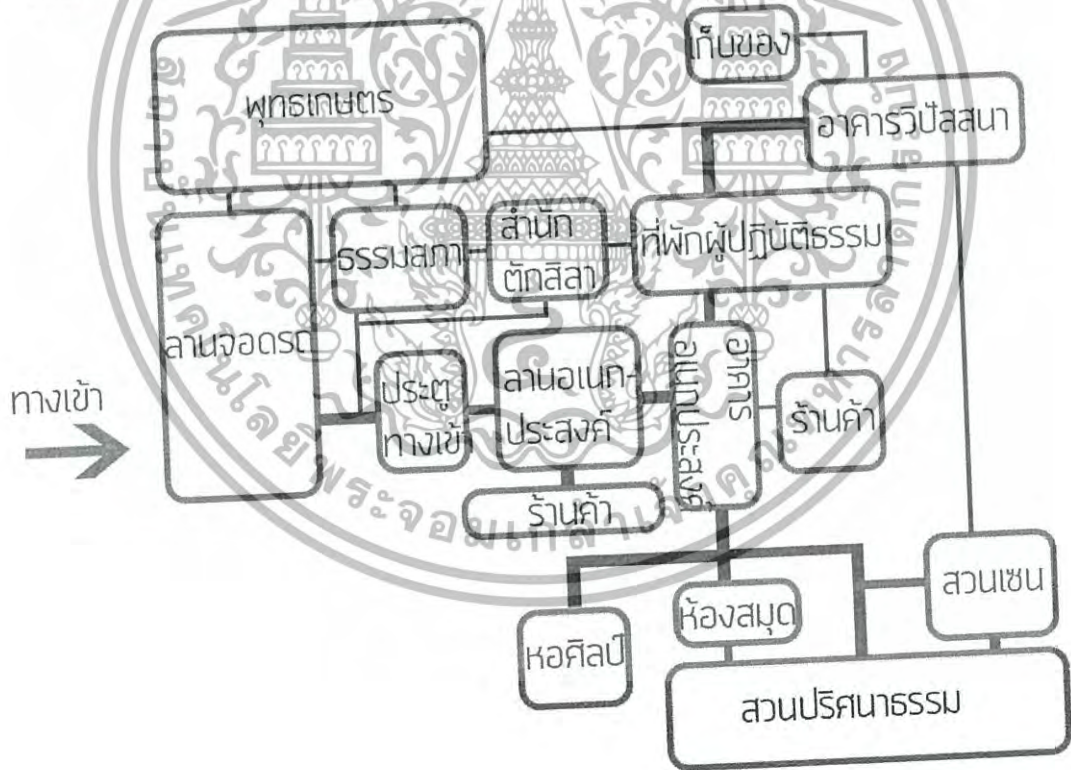 เก็บของ
พุทธเกษตร
อาคารวิปัสสนา
ธรรมสภา
สำนัก
ตักสิลา
ที่พักผู้ปฏิบัติธรรม
ลานจอดรถ
ทางเข้า
ประตู
ทางเข้า
ลานอเนก-
ประสงค์
อาคาร
อเนกประสงค์
ร้านค้า
ร้านค้า
สวนเซน
ห้องสมุด
หอศิลป์
สวนปริศนาธรรม